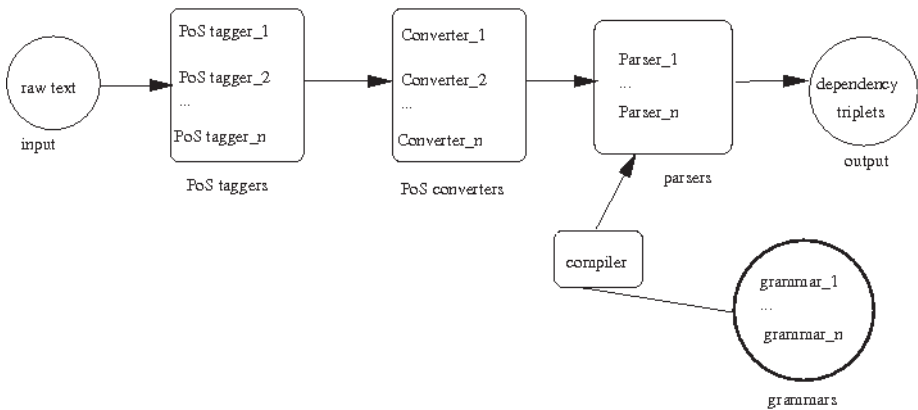 raw text
input
PoS tagger_1
PoS tagger_2
...
PoS tagger_n
PoS taggers
Converter_1
Converter_2
...
Converter_n
PoS converters
Parser_1
...
Parser_n
parsers
dependency
triplets
output
compiler
grammar_1
...
grammar_n
grammars